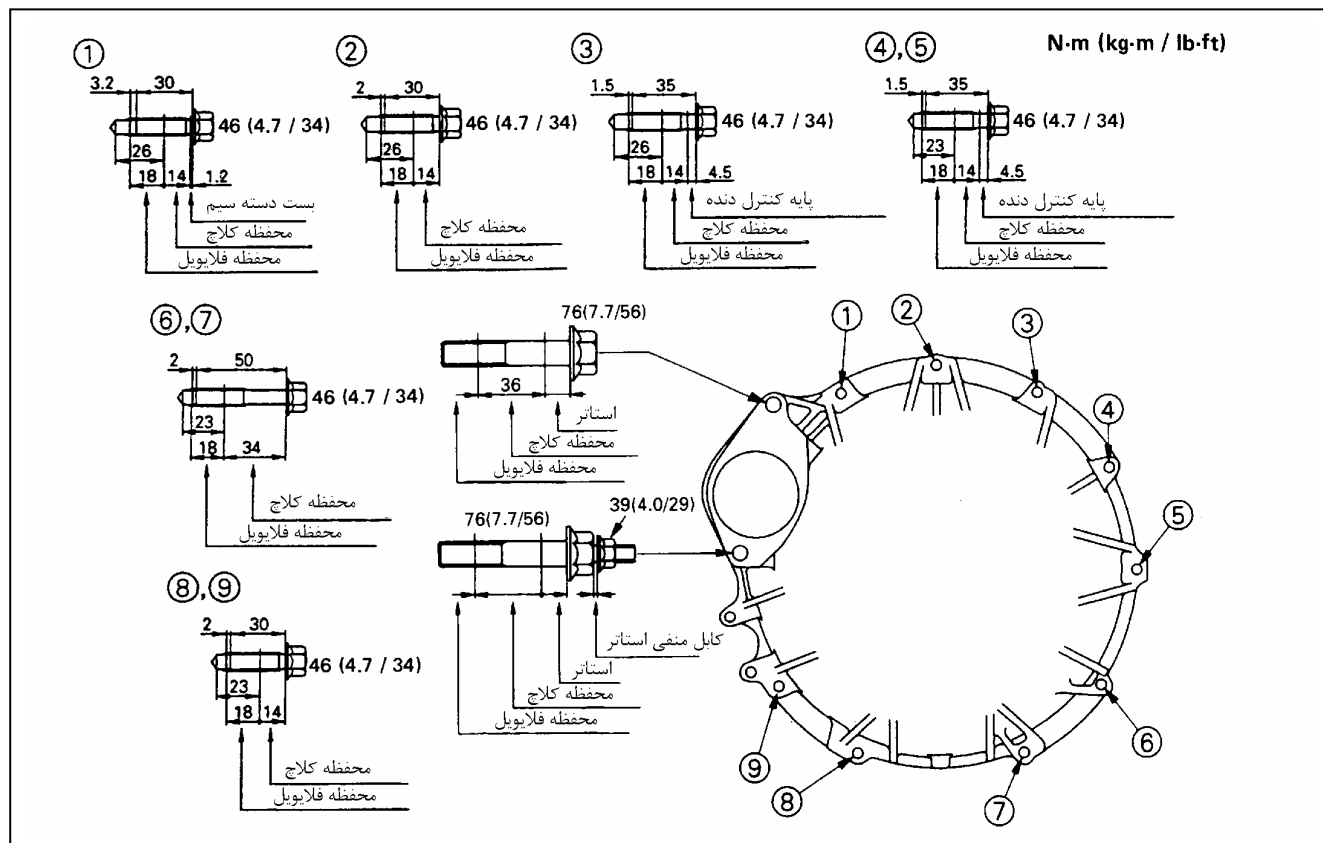 N·m (kg·m / lb·ft)
①
3.2 30
46 (4.7 / 34)
26
18 14 1.2
بست دسته سیم
محفظه کلاچ
محفظه فلایویل
②
2 30
46 (4.7 / 34)
26
18 14
محفظه کلاچ
محفظه فلایویل
③
1.5 35
46 (4.7 / 34)
26
18 14 4.5
پایه کنترل دنده
محفظه کلاچ
محفظه فلایویل
④,⑤
1.5 35
46 (4.7 / 34)
23
18 14 4.5
پایه کنترل دنده
محفظه کلاچ
محفظه فلایویل
⑥,⑦
2 50
46 (4.7 / 34)
23
18 34
محفظه کلاچ
محفظه فلایویل
76(7.7/56)
36
استاتر
محفظه کلاچ
محفظه فلایویل
76(7.7/56)
39(4.0/29)
کابل منفی استاتر
استاتر
محفظه کلاچ
محفظه فلایویل
⑧,⑨
2 30
46 (4.7 / 34)
23
18 14
محفظه کلاچ
محفظه فلایویل
①
②
③
④
⑤
⑥
⑦
⑧
⑨